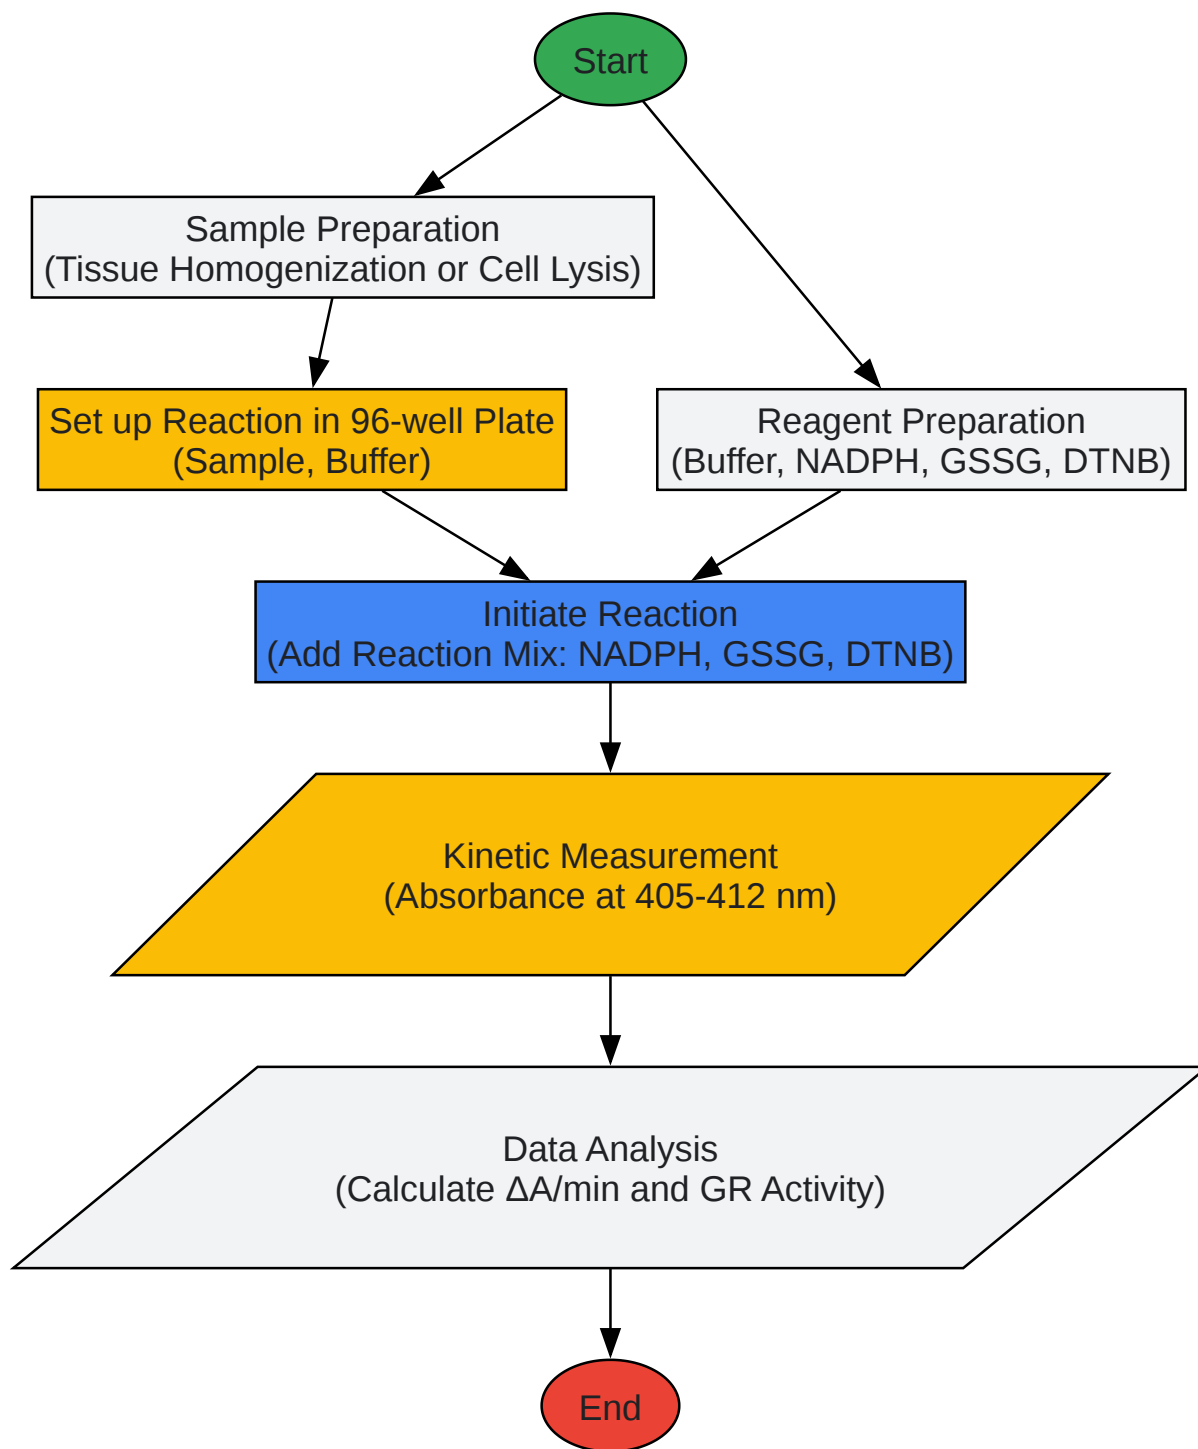 Start
Sample Preparation
(Tissue Homogenization or Cell Lysis)
Set up Reaction in 96-well Plate
(Sample, Buffer)
Reagent Preparation
(Buffer, NADPH, GSSG, DTNB)
Initiate Reaction
(Add Reaction Mix: NADPH, GSSG, DTNB)
Kinetic Measurement
(Absorbance at 405-412 nm)
Data Analysis
(Calculate ΔA/min and GR Activity)
End